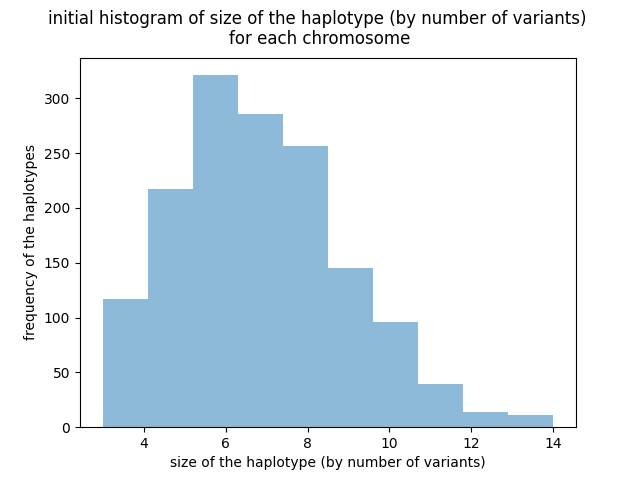 initial histogram of size of the haplotype (by number of variants)
for each chromosome
frequency of the haplotypes
300
250
200
150
100
50
0
4 6 8 10 12 14
size of the haplotype (by number of variants)